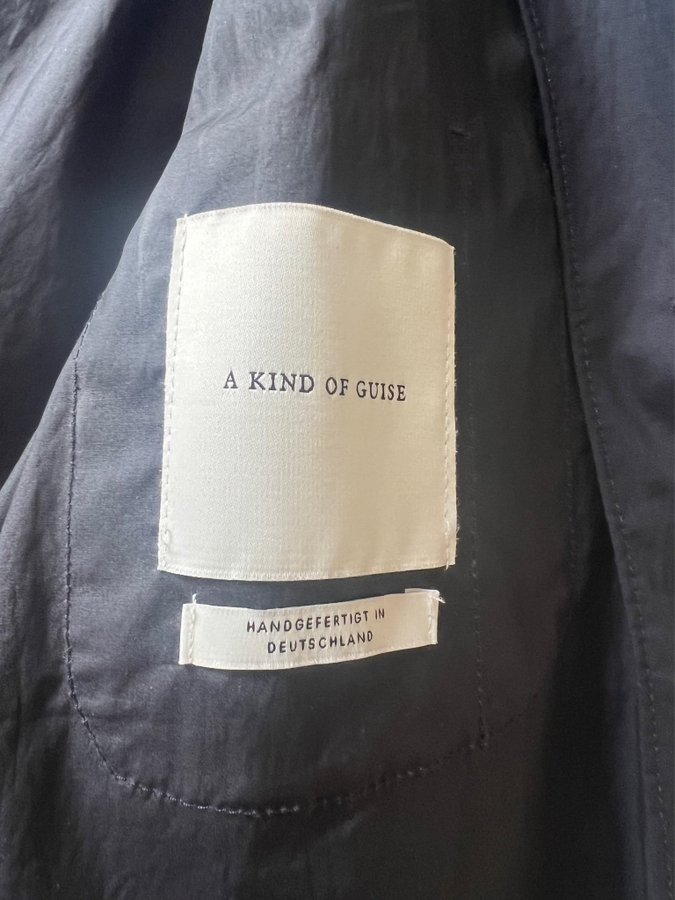 A KIND OF GUISE
HANDGEFERTIGT IN
DEUTSCHLAND